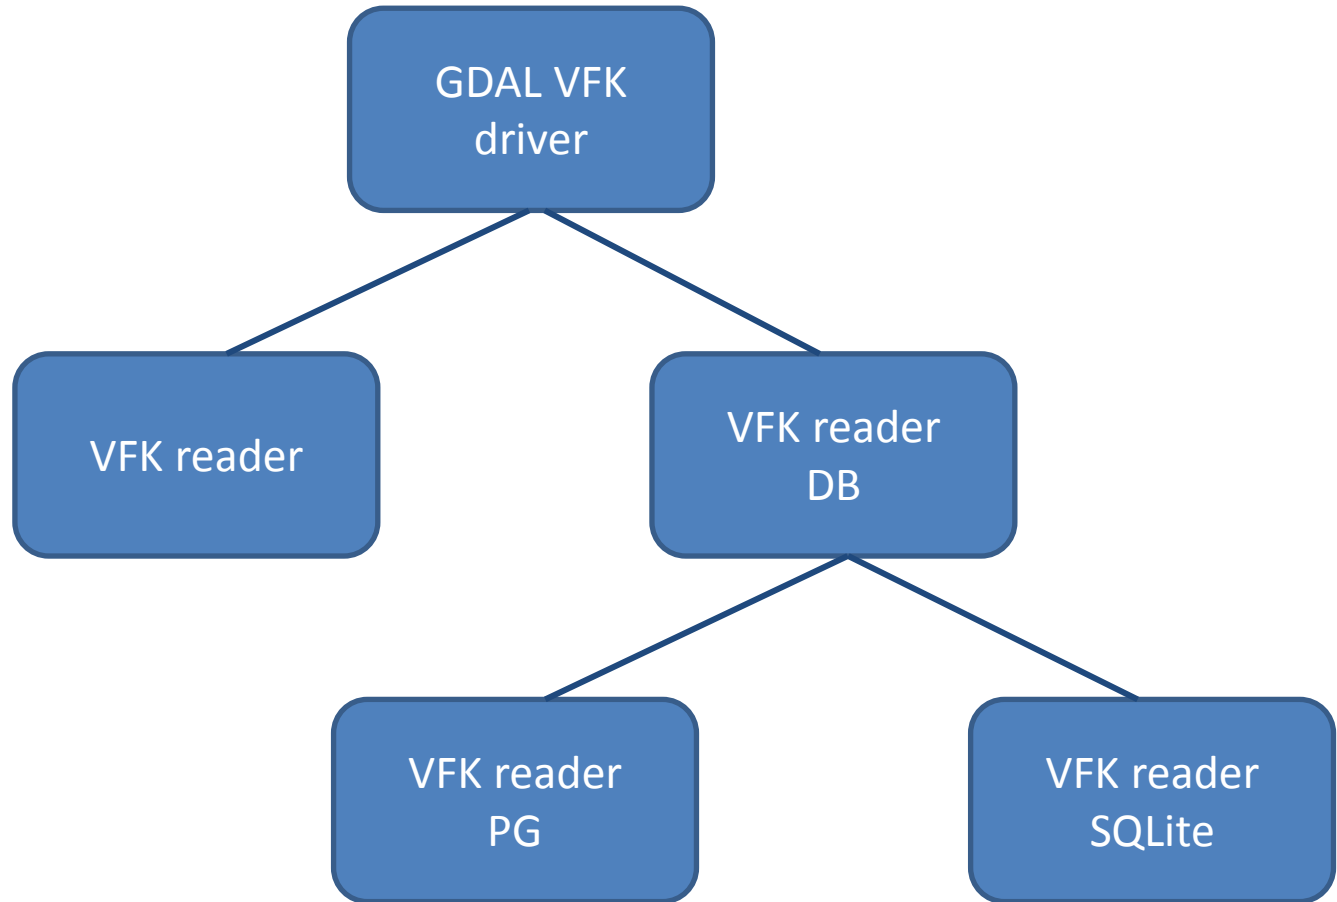 GDAL VFK
driver
VFK reader
VFK reader
DB
VFK reader
PG
VFK reader
SQLite